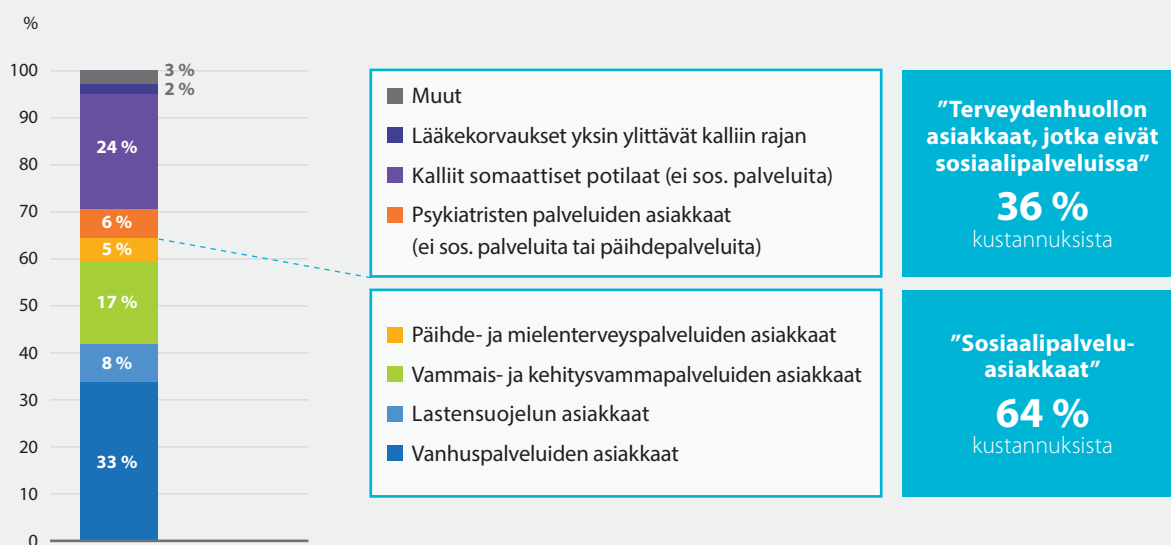 %
100
90
80
70
60
50
40
30
20
10
0
3 %
2 %
24 %
6 %
5 %
17 %
8 %
33 %
Muut
Lääkekorvaukset yksin ylittävät kalliin rajan
Kalliit somaattiset potilaat (ei sos. palveluita)
Psykiatristen palveluiden asiakkaat
(ei sos. palveluita tai päihdepalveluita)
Päihde- ja mielenterveyspalveluiden asiakkaat
Vammais- ja kehitysvammapalveluiden asiakkaat
Lastensuojelun asiakkaat
Vanhuspalveluiden asiakkaat
”Terveydenhuollon
asiakkaat, jotka eivät
sosiaalipalveluissa”
36 %
kustannuksista
”Sosiaalipalvelu-
asiakkaat”
64 %
kustannuksista